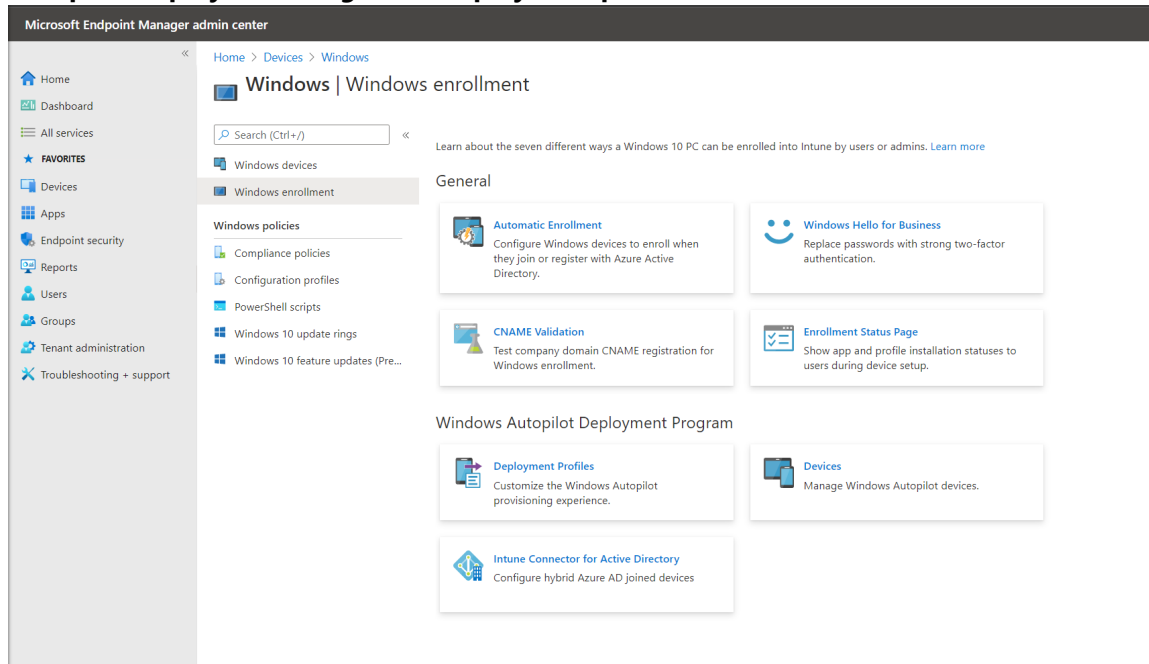 Microsoft Endpoint Manager admin center
«
Home
Dashboard
All services
FAVORITES
Devices
Apps
Endpoint security
Reports
Users
Groups
Tenant administration
Troubleshooting + support
Home > Devices > Windows
Windows | Windows enrollment
Search (Ctrl+/)
«
Windows devices
Windows enrollment
Windows policies
Compliance policies
Configuration profiles
PowerShell scripts
Windows 10 update rings
Windows 10 feature updates (Pre...
Learn about the seven different ways a Windows 10 PC can be enrolled into Intune by users or admins. Learn more
General
Automatic Enrollment
Configure Windows devices to enroll when
they join or register with Azure Active
Directory.
Windows Hello for Business
Replace passwords with strong two-factor
authentication.
CNAME Validation
Test company domain CNAME registration for
Windows enrollment.
Enrollment Status Page
Show app and profile installation statuses to
users during device setup.
Windows Autopilot Deployment Program
Deployment Profiles
Customize the Windows Autopilot
provisioning experience.
Devices
Manage Windows Autopilot devices.
Intune Connector for Active Directory
Configure hybrid Azure AD joined devices